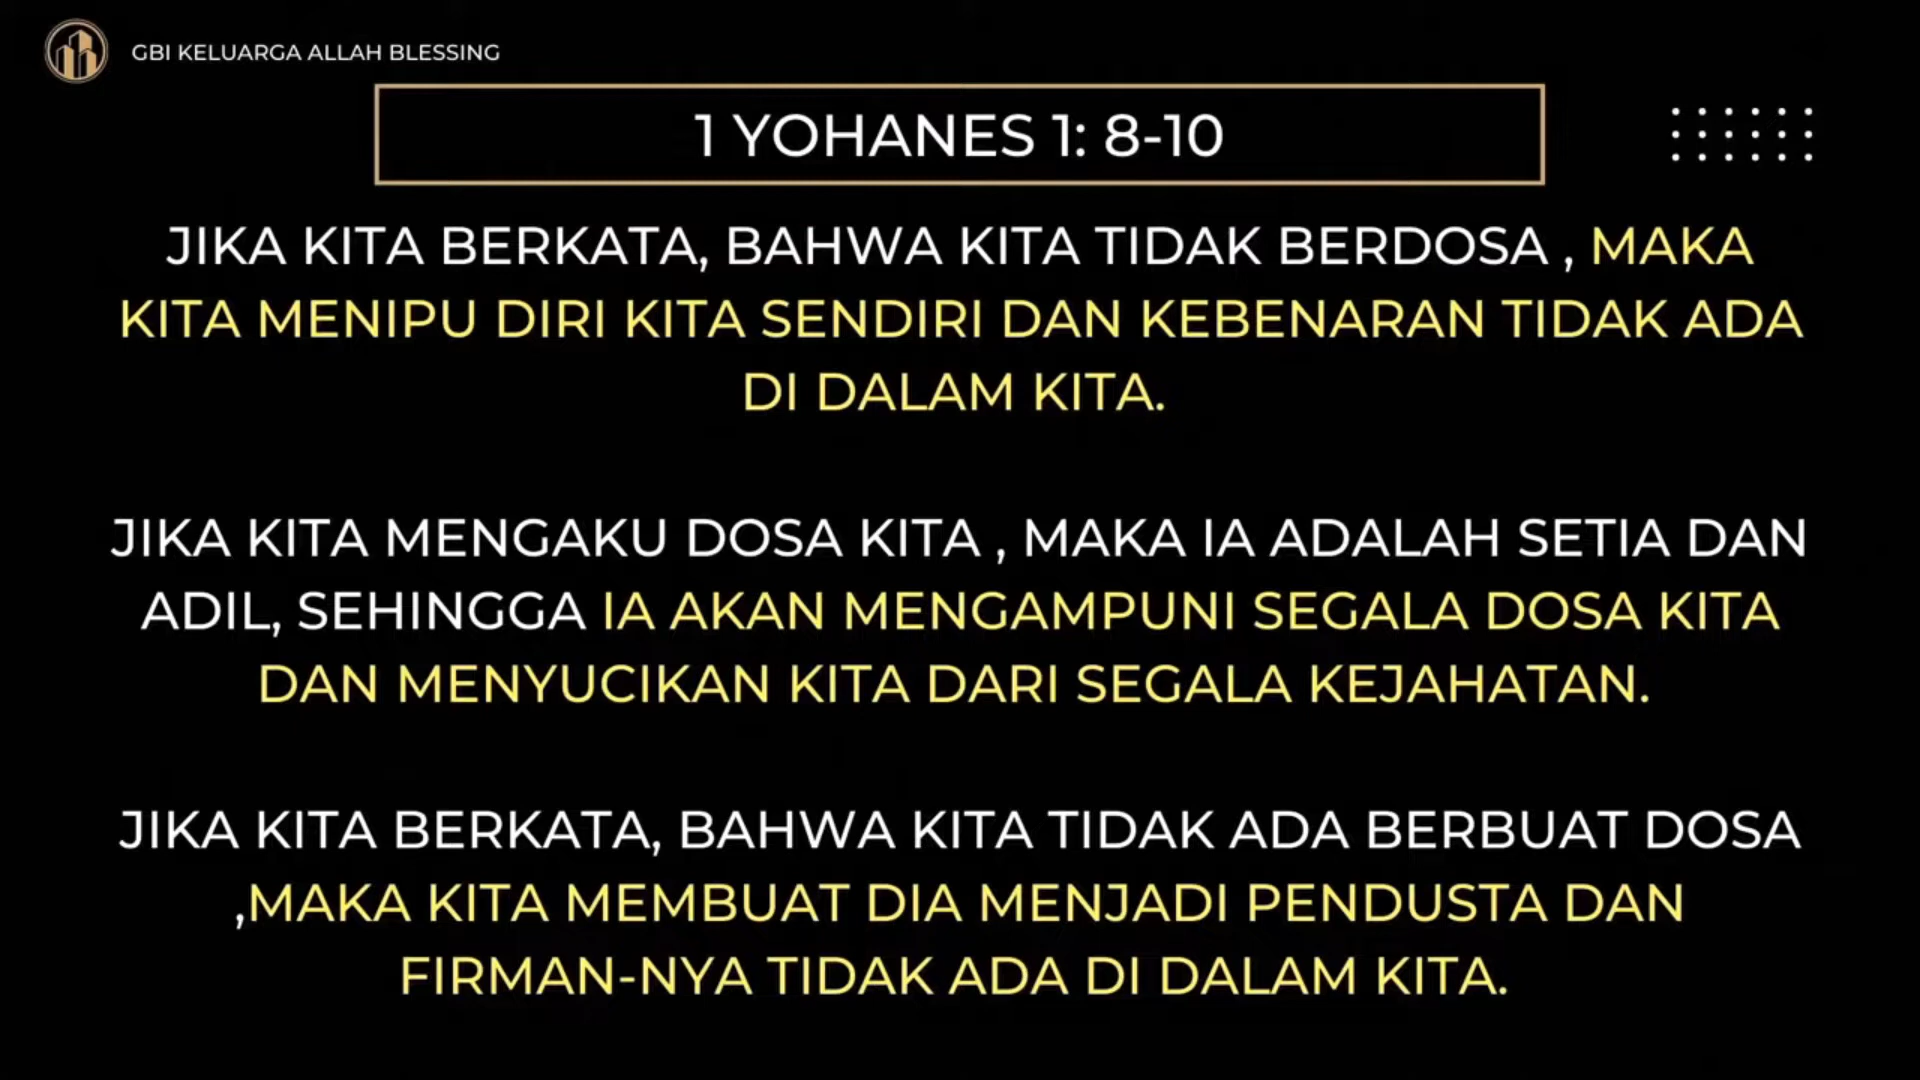 GBI KELUARGA ALLAH BLESSING
1 YOHANES 1: 8-10
JIKA KITA BERKATA, BAHWA KITA TIDAK BERDOSA , MAKA
KITA MENIPU DIRI KITA SENDIRI DAN KEBENARAN TIDAK ADA
DI DALAM KITA.
JIKA KITA MENGAKU DOSA KITA , MAKA IA ADALAH SETIA DAN
ADIL, SEHINGGA IA AKAN MENGAMPUNI SEGALA DOSA KITA
DAN MENYUCIKAN KITA DARI SEGALA KEJAHATAN.
JIKA KITA BERKATA, BAHWA KITA TIDAK ADA BERBUAT DOSA
,MAKA KITA MEMBUAT DIA MENJADI PENDUSTA DAN
FIRMAN-NYA TIDAK ADA DI DALAM KITA.